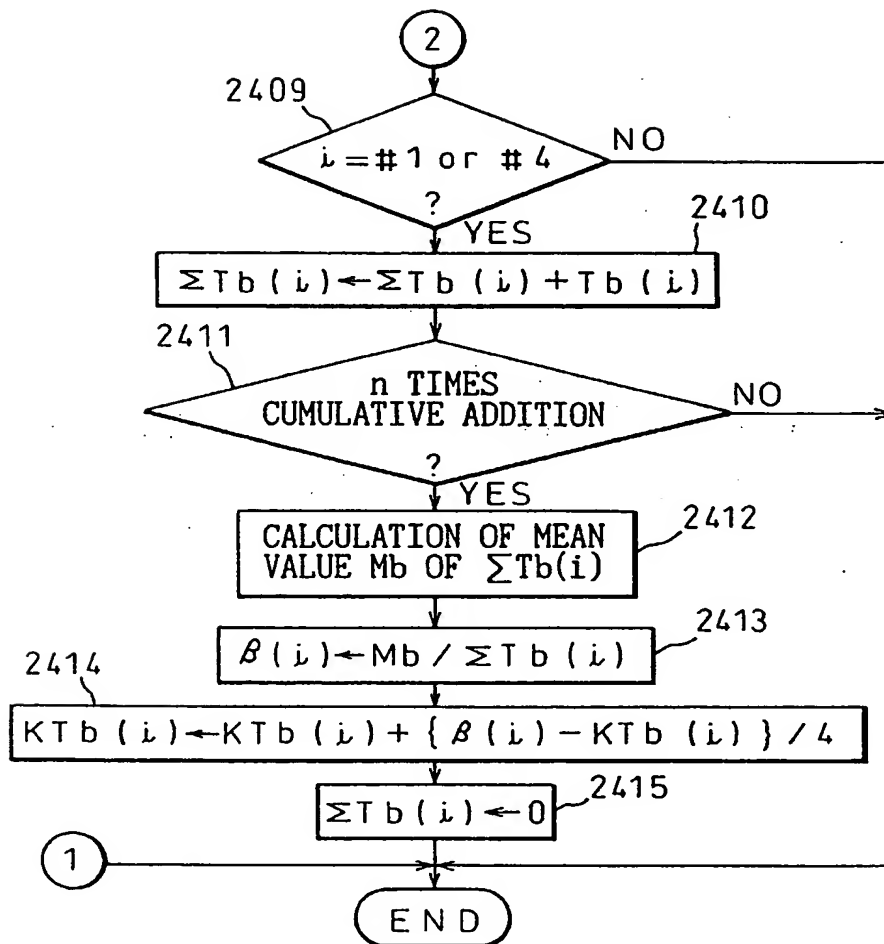 2
2409
i = # 1 or # 4
?
NO
YES
2410
ΣTb (i) ← ΣTb (i) + Tb (i)
2411
n TIMES
CUMULATIVE ADDITION
?
NO
YES
2412
CALCULATION OF MEAN
VALUE Mb OF ΣTb(i)
2413
β (i) ← Mb / ΣTb (i)
2414
KTb (i) ← KTb (i) + { β (i) − KTb (i) } / 4
2415
ΣTb (i) ← 0
1
END